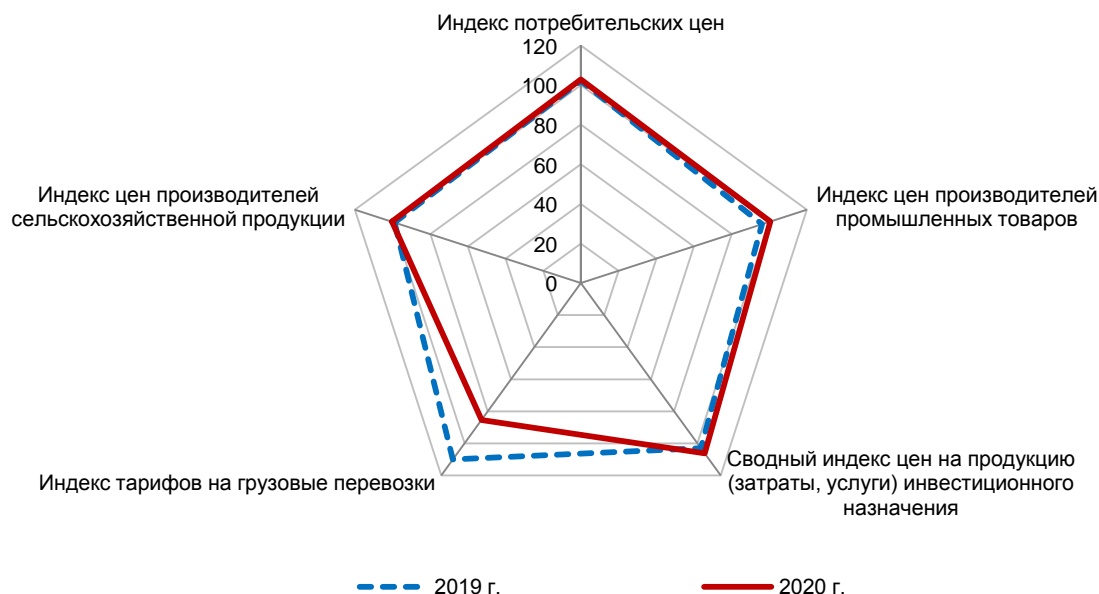 Индекс потребительских цен
120
100
80
60
40
20
0
Индекс цен производителей
сельскохозяйственной продукции
Индекс цен производителей
промышленных товаров
Индекс тарифов на грузовые перевозки
Сводный индекс цен на продукцию
(затраты, услуги) инвестиционного
назначения
2019 г.
2020 г.